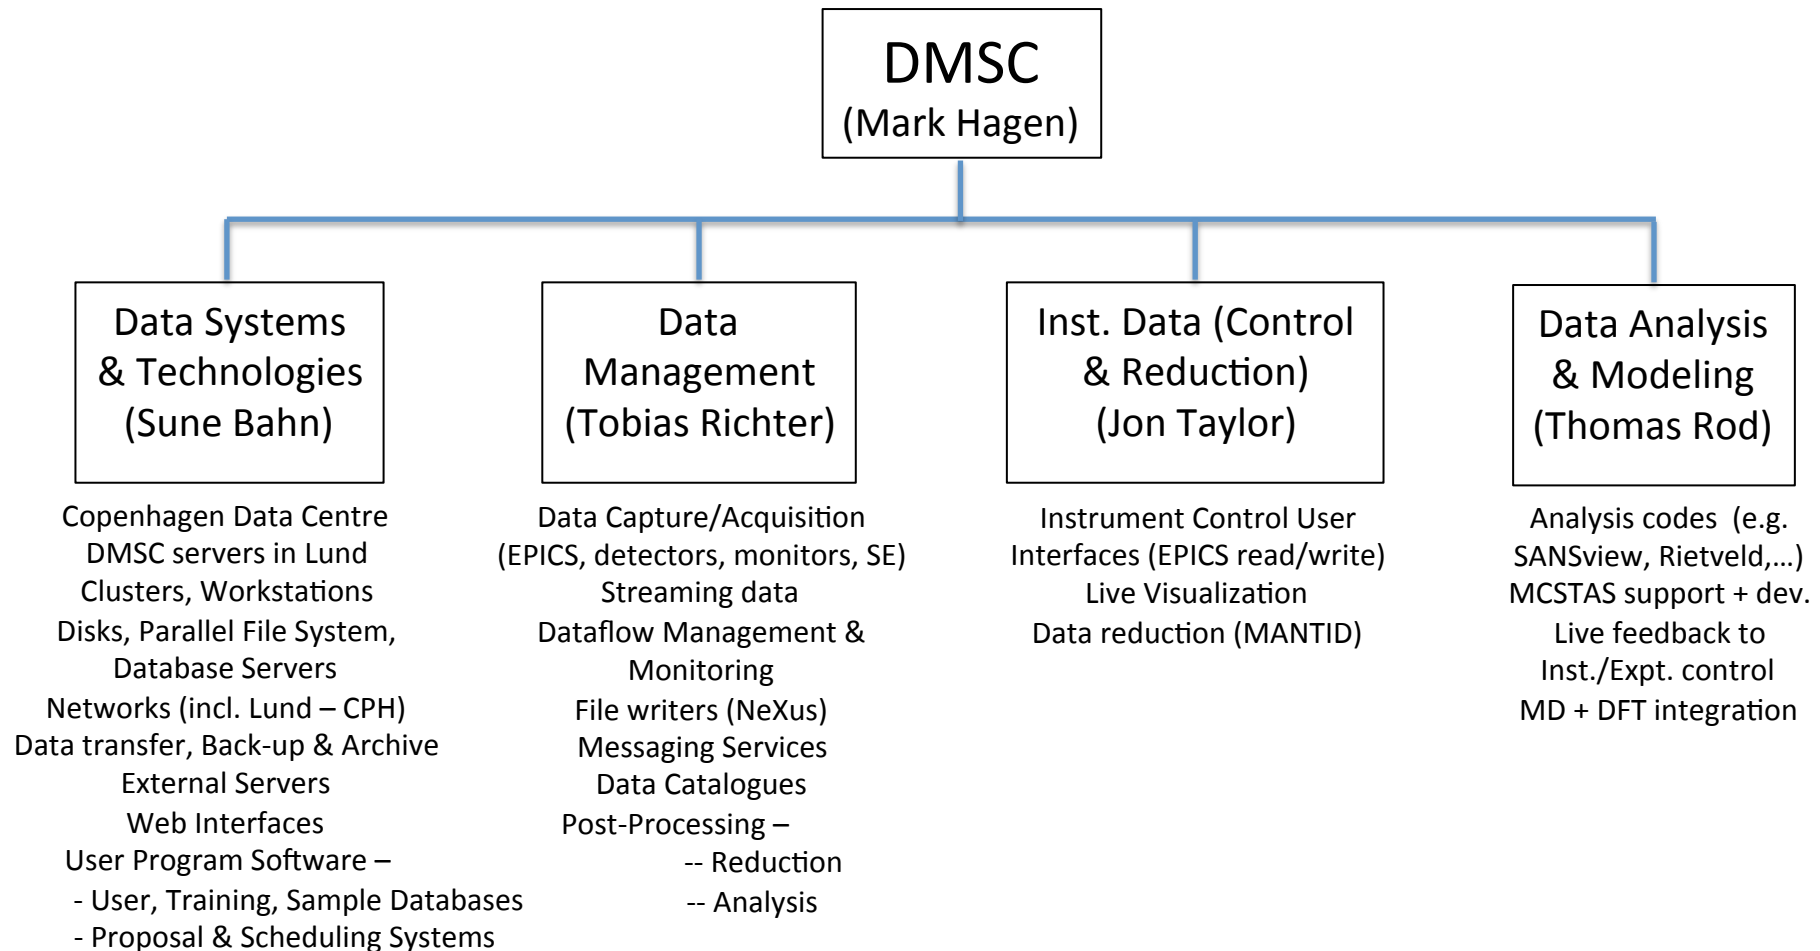 DMSC
(Mark Hagen)
Data Systems
& Technologies
(Sune Bahn)
Copenhagen Data Centre
DMSC servers in Lund
Clusters, Workstations
Disks, Parallel File System,
Database Servers
Networks (incl. Lund – CPH)
Data transfer, Back-up & Archive
External Servers
Web Interfaces
User Program Software –
- User, Training, Sample Databases
- Proposal & Scheduling Systems
Data
Management
(Tobias Richter)
Data Capture/Acquisition
(EPICS, detectors, monitors, SE)
Streaming data
Dataflow Management &
Monitoring
File writers (NeXus)
Messaging Services
Data Catalogues
Post-Processing –
-- Reduction
-- Analysis
Inst. Data (Control
& Reduction)
(Jon Taylor)
Instrument Control User
Interfaces (EPICS read/write)
Live Visualization
Data reduction (MANTID)
Data Analysis
& Modeling
(Thomas Rod)
Analysis codes (e.g.
SANSview, Rietveld,...)
MCSTAS support + dev.
Live feedback to
Inst./Expt. control
MD + DFT integration